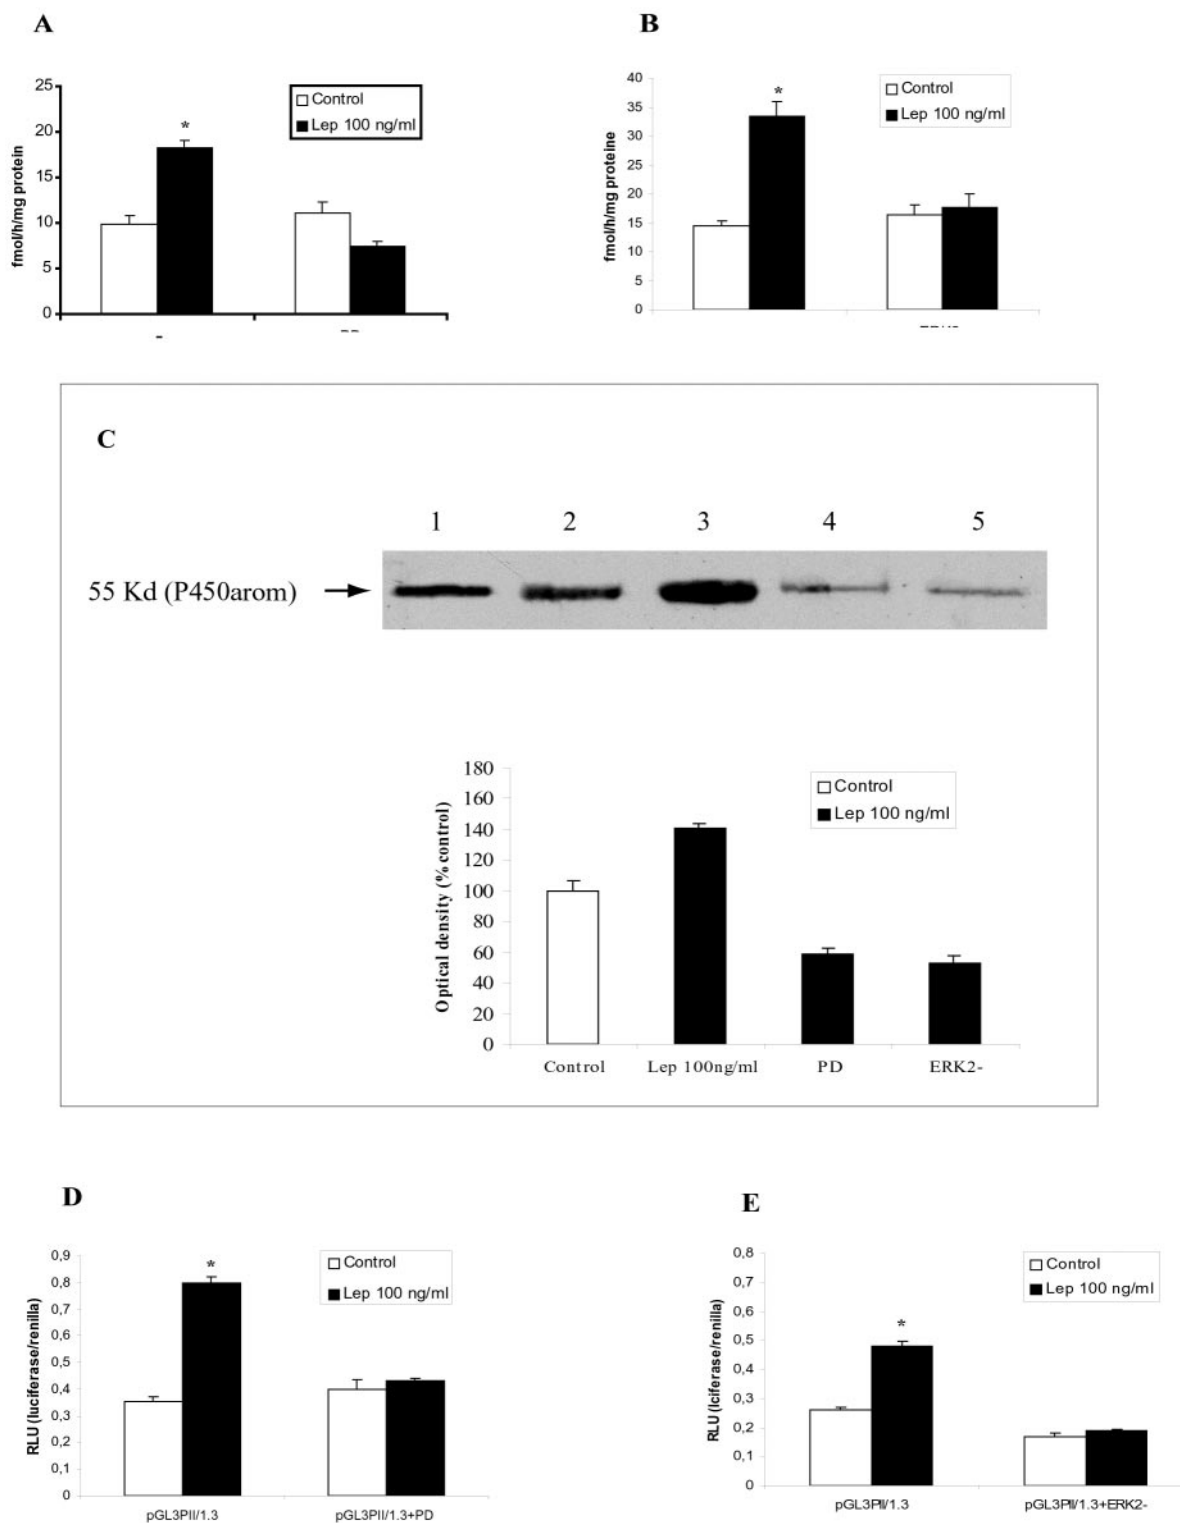 A
25
20
15
10
5
0
fmol/h/mg protein
*
Control
Lep 100 ng/ml
-
B
40
35
30
25
20
15
10
5
0
fmol/h/mg proteine
*
Control
Lep 100 ng/ml
C
1 2 3 4 5
55 Kd (P450arom)
180
160
140
120
100
80
60
40
20
0
Optical density (% control)
Control
Lep 100 ng/ml
Control Lep 100ng/ml PD ERK2-
D
0,9
0,8
0,7
0,6
0,5
0,4
0,3
0,2
0,1
0
RLU (luciferase/renilla)
*
Control
Lep 100 ng/ml
pGL3PII/1.3 pGL3PII/1.3+PD
E
0,8
0,7
0,6
0,5
0,4
0,3
0,2
0,1
0
RLU (lciferase/renilla)
*
Control
Lep 100 ng/ml
pGL3PII/1.3 pGL3PII/1.3+ERK2-